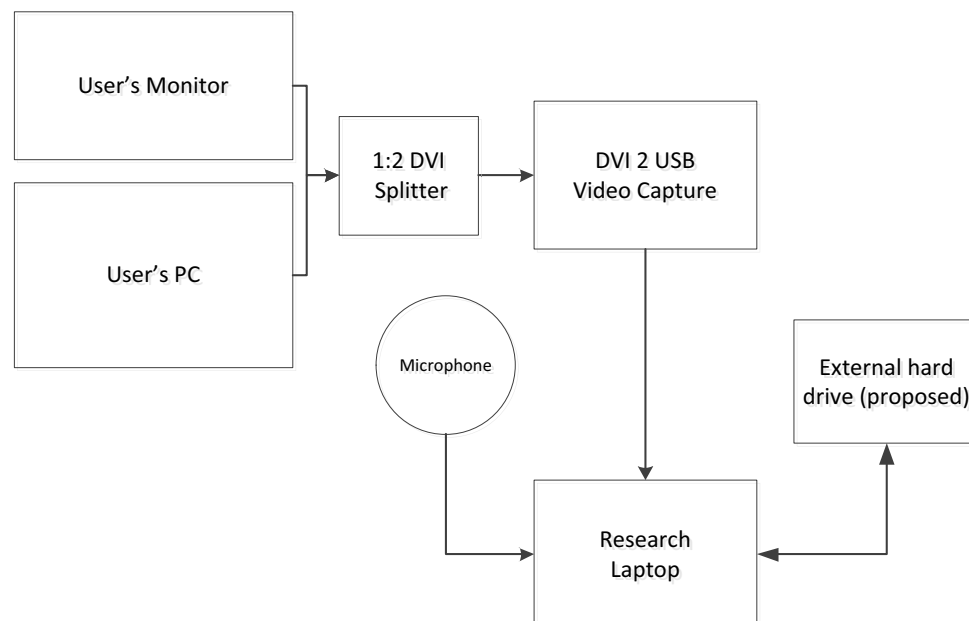 User’s Monitor
1:2 DVI
Splitter
DVI 2 USB
Video Capture
User’s PC
Microphone
External hard
drive (proposed)
Research
Laptop